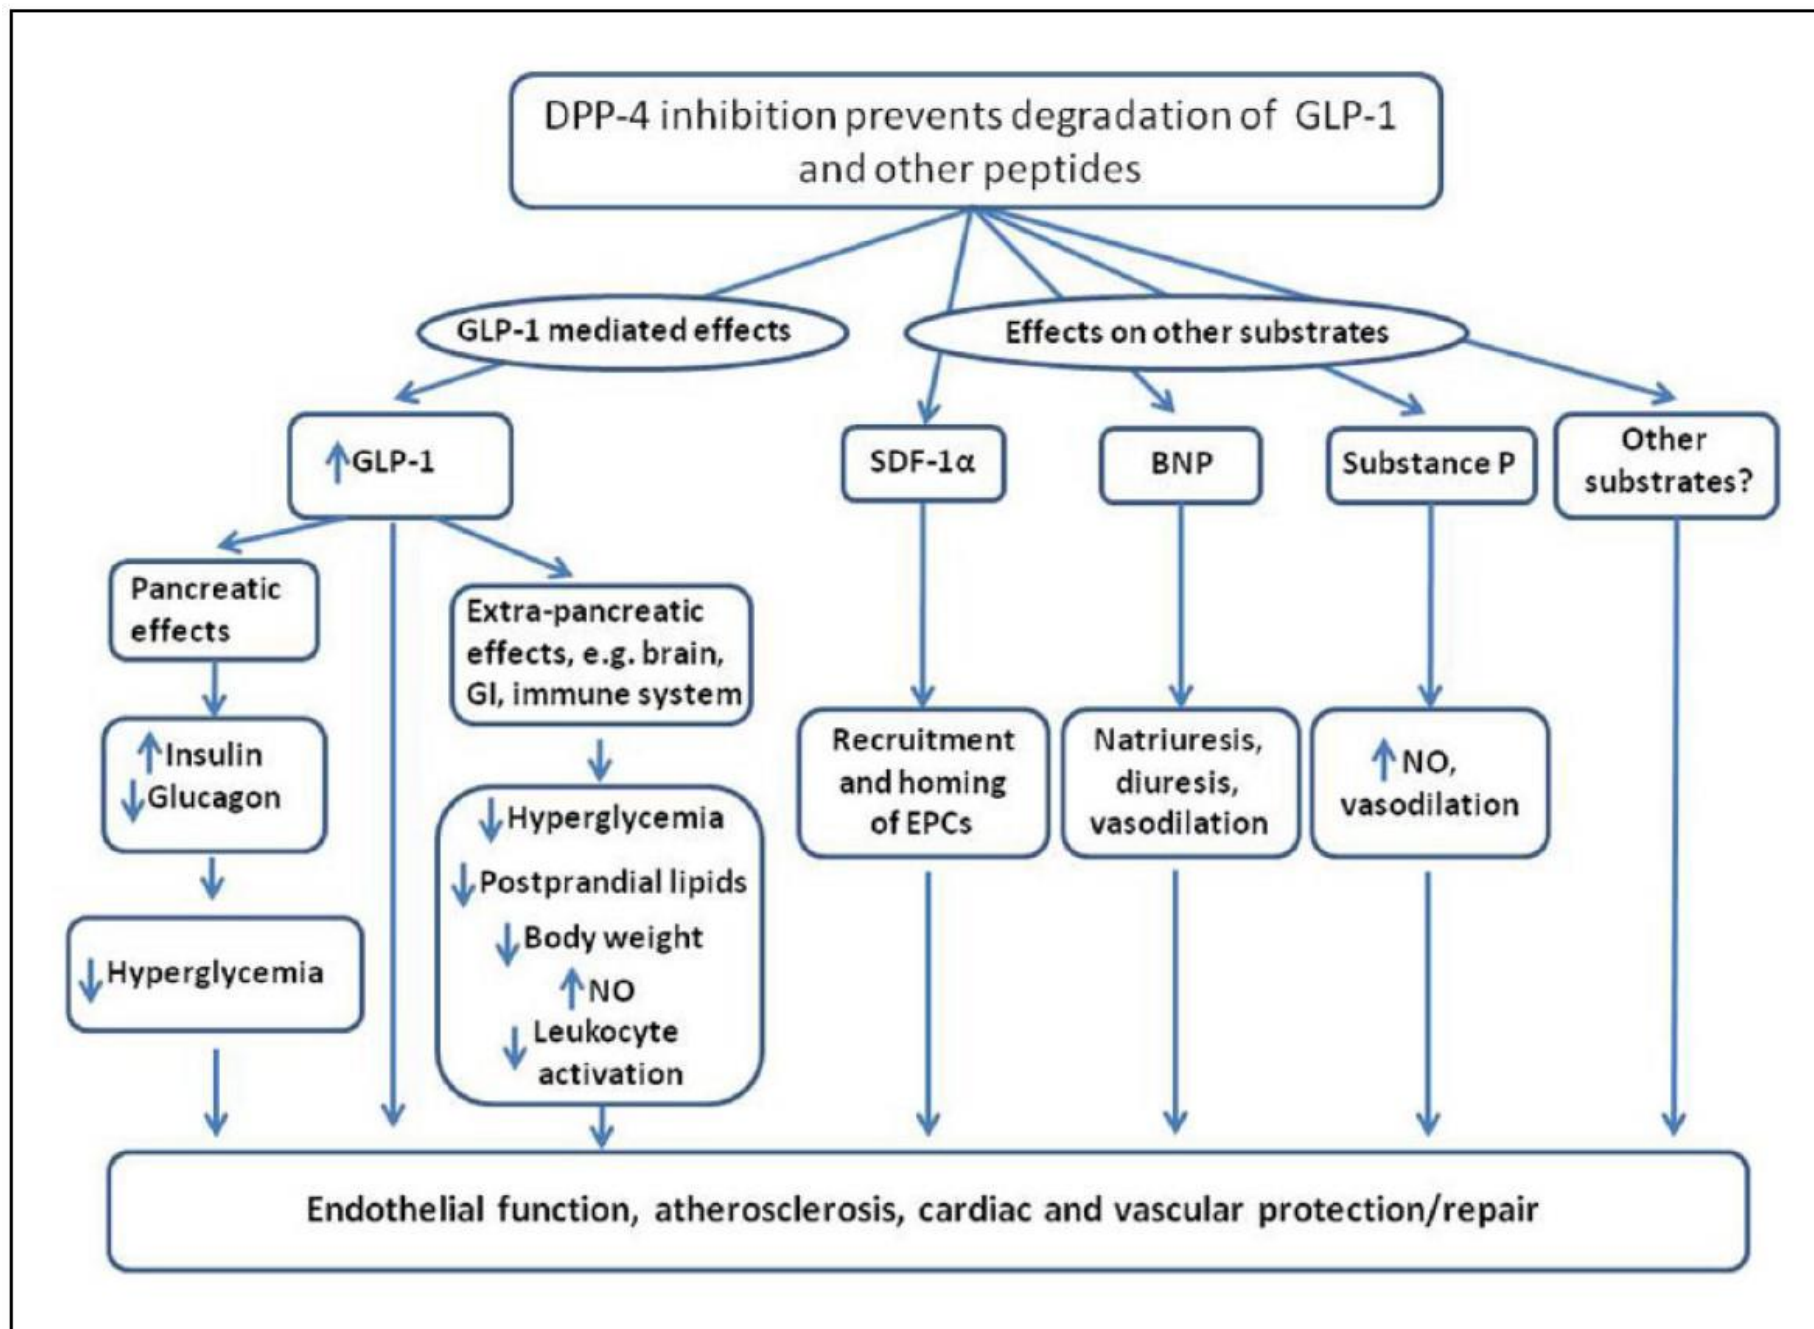 DPP-4 inhibition prevents degradation of GLP-1
and other peptides
GLP-1 mediated effects
Effects on other substrates
↑GLP-1
SDF-1α
BNP
Substance P
Other
substrates?
Pancreatic
effects
Extra-pancreatic
effects, e.g. brain,
GI, immune system
↑Insulin
↓Glucagon
↓Hyperglycemia
↓Hyperglycemia
↓Postprandial lipids
↓Body weight
↑NO
↓Leukocyte
activation
Recruitment
and homing
of EPCs
Natriuresis,
diuresis,
vasodilation
↑NO,
vasodilation
Endothelial function, atherosclerosis, cardiac and vascular protection/repair